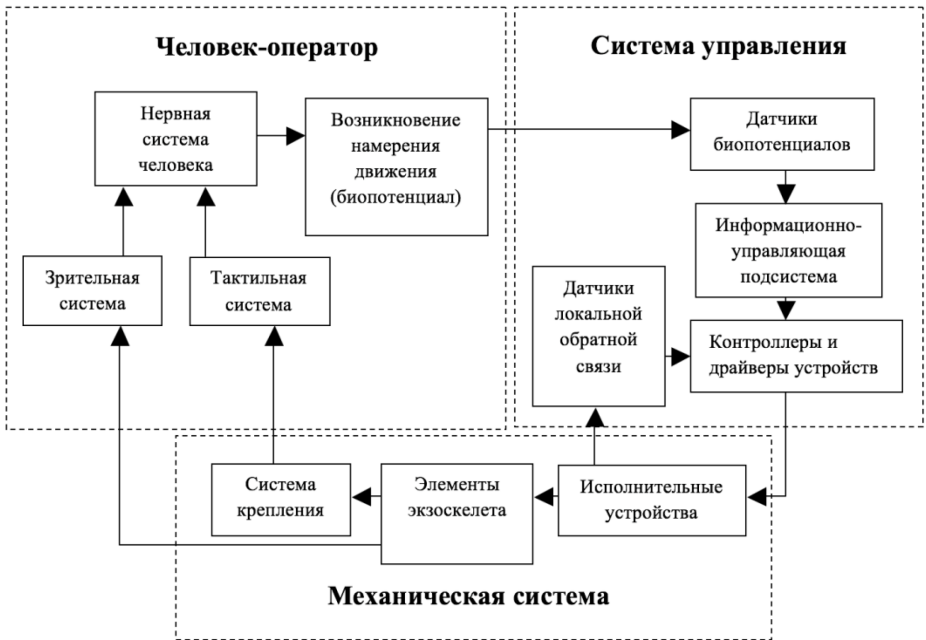 Человек-оператор
Нервная
система
человека
Возникновение
намерения
движения
(биопотенциал)
Зрительная
система
Тактильная
система
Система управления
Датчики
биопотенциалов
Информационно-
управляющая
подсистема
Датчики
локальной
обратной
связи
Контроллеры и
драйверы устройств
Система
крепления
Элементы
экзоскелета
Исполнительные
устройства
Механическая система